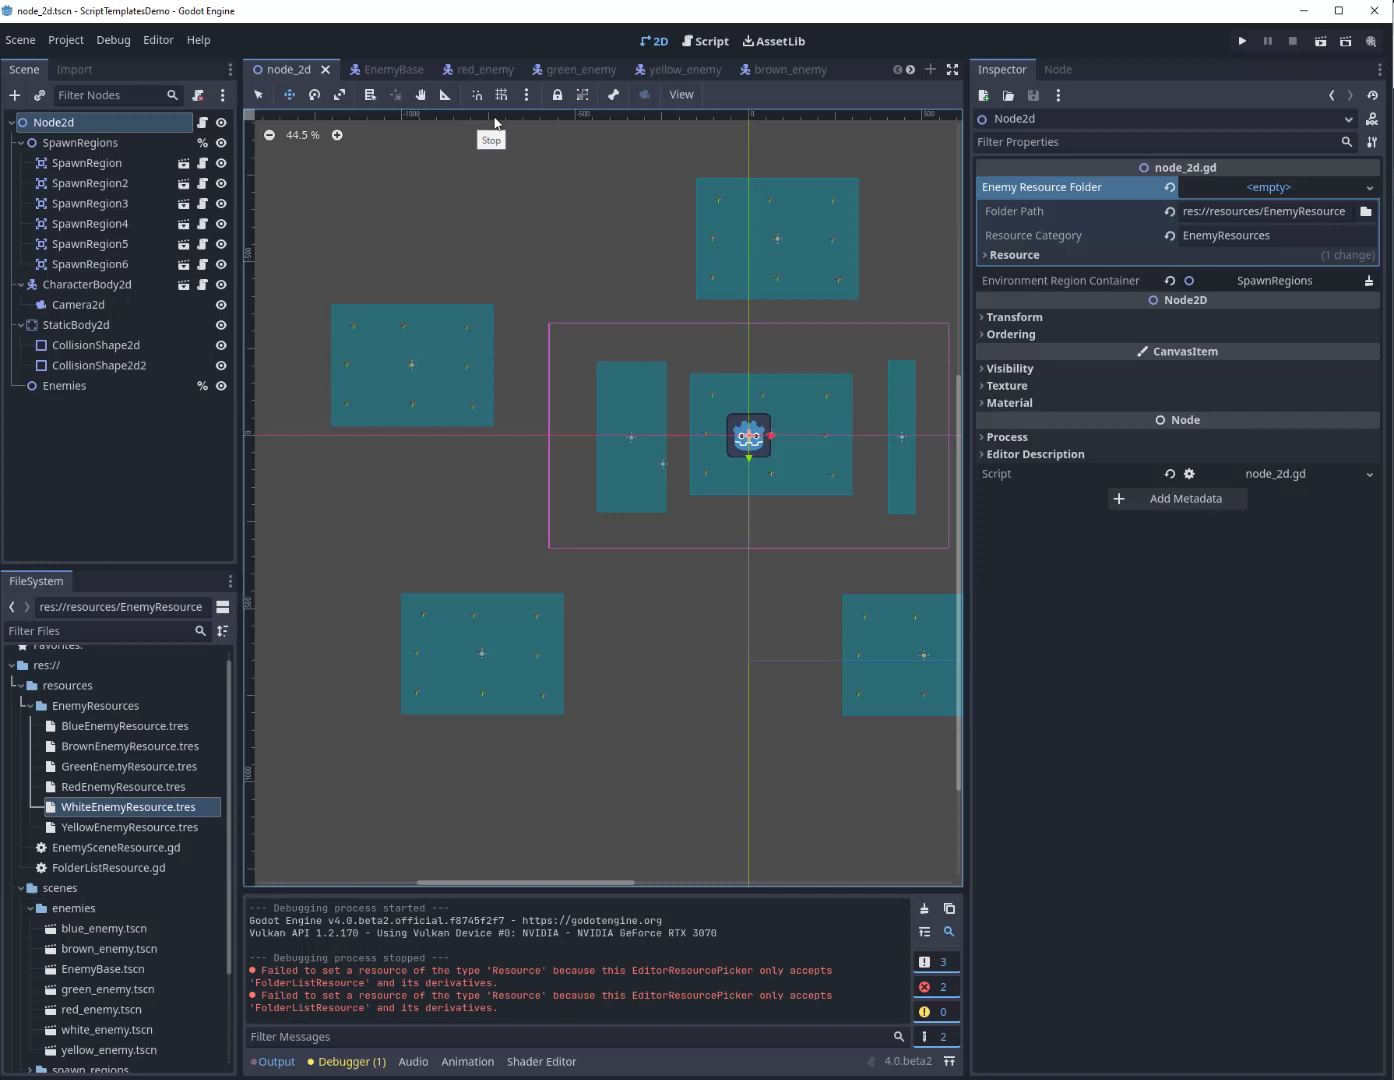 node_2d.tscn - ScriptTemplatesDemo - Godot Engine
Scene Project Debug Editor Help
2D Script AssetLib
Scene Import
node_2d EnemyBase red_enemy green_enemy yellow_enemy brown_enemy
Inspector Node
Filter Nodes
View
Node2d
SpawnRegions
SpawnRegion
SpawnRegion2
SpawnRegion3
SpawnRegion4
SpawnRegion5
SpawnRegion6
CharacterBody2d
Camera2d
StaticBody2d
CollisionShape2d
CollisionShape2d2
Enemies
FileSystem
res://resources/EnemyResource
Filter Files
Favorites:
res://
resources
EnemyResources
BlueEnemyResource.tres
BrownEnemyResource.tres
GreenEnemyResource.tres
RedEnemyResource.tres
WhiteEnemyResource.tres
YellowEnemyResource.tres
EnemySceneResource.gd
FolderListResource.gd
scenes
enemies
blue_enemy.tscn
brown_enemy.tscn
EnemyBase.tscn
green_enemy.tscn
red_enemy.tscn
white_enemy.tscn
yellow_enemy.tscn
spawn_regions
-1000 -500 0 500
44.5 %
Stop
-500
0
500
1000
--- Debugging process started ---
Godot Engine v4.0.beta2.official.f8745f2f7 - https://godotengine.org
Vulkan API 1.2.170 - Using Vulkan Device #0: NVIDIA - NVIDIA GeForce RTX 3070
--- Debugging process stopped ---
Failed to set a resource of the type 'Resource' because this EditorResourcePicker only accepts
'FolderListResource' and its derivatives.
Failed to set a resource of the type 'Resource' because this EditorResourcePicker only accepts
'FolderListResource' and its derivatives.
3
2
0
2
Filter Messages
Output Debugger (1) Audio Animation Shader Editor 4.0.beta2
Node2d
Filter Properties
node_2d.gd
Enemy Resource Folder <empty>
Folder Path res://resources/EnemyResource
Resource Category EnemyResources
Resource (1 change)
Environment Region Container SpawnRegions
Node2D
Transform
Ordering
CanvasItem
Visibility
Texture
Material
Node
Process
Editor Description
Script node_2d.gd
Add Metadata